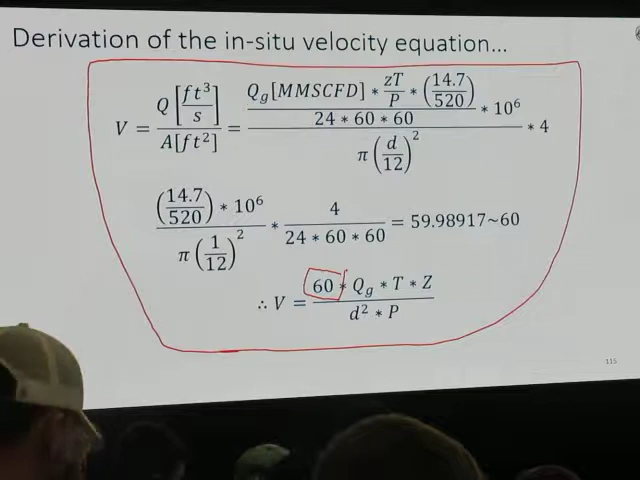 Derivation of the in-situ velocity equation...
V = Q [ft³/s] / A[ft²] = ((Q_g[MMSCFD] * zT/P * (14.7/520)) / (24 * 60 * 60) * 10⁶) / (π (d/12)²) * 4
((14.7/520) * 10⁶) / (π (1/12)²) * 4 / (24 * 60 * 60) = 59.98917~60
∴ V = (60 * Q_g * T * Z) / (d² * P)
115